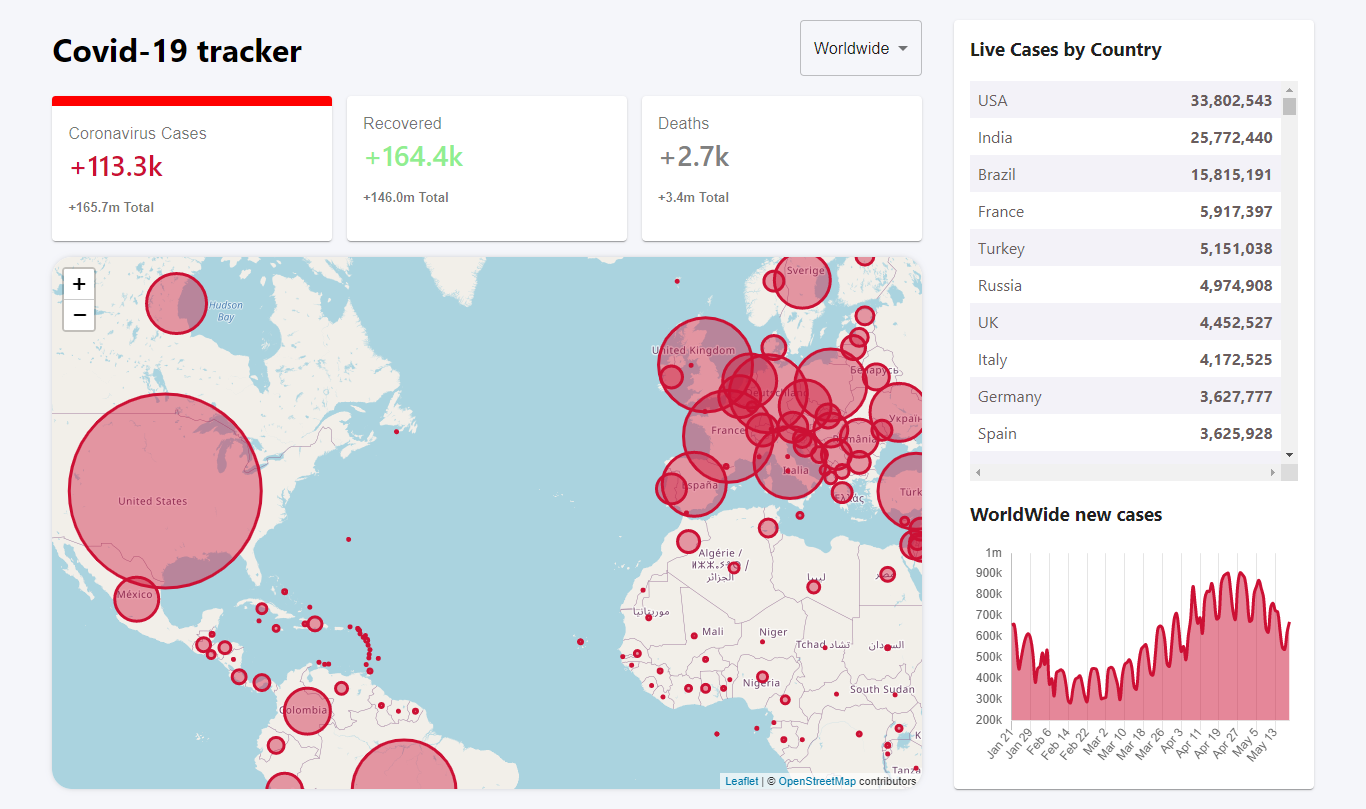 Covid-19 tracker
Worldwide
Coronavirus Cases
+113.3k
+165.7m Total
Recovered
+164.4k
+146.0m Total
Deaths
+2.7k
+3.4m Total
+
−
Hudson
Bay
United States
México
Colombia
Sverige
United Kingdom
Deutschland
Беларусь
Україн
France
România
Italia
España
Ελλάς
Türk
Algérie /
ⵍⵣⵣⴰⵢⴻⵔ /
الجزائر
ليبيا
مصر
موريتانيا
Mali
Niger
Tchad تشاد
السودان
Nigeria
South Sudan
K
Tanza
Leaflet | © OpenStreetMap contributors
Live Cases by Country
USA 33,802,543
India 25,772,440
Brazil 15,815,191
France 5,917,397
Turkey 5,151,038
Russia 4,974,908
UK 4,452,527
Italy 4,172,525
Germany 3,627,777
Spain 3,625,928
WorldWide new cases
1m
900k
800k
700k
600k
500k
400k
300k
200k
Jan 21
Jan 29
Feb 6
Feb 14
Feb 22
Mar 2
Mar 10
Mar 18
Mar 26
Apr 3
Apr 11
Apr 19
Apr 27
May 5
May 13